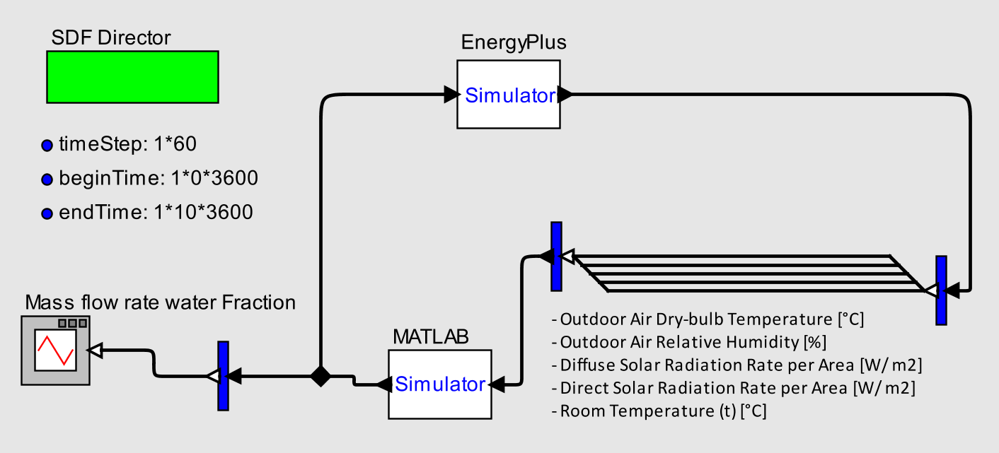 SDF Director
EnergyPlus
Simulator
timeStep: 1*60
beginTime: 1*0*3600
endTime: 1*10*3600
Mass flow rate water Fraction
MATLAB
Simulator
- Outdoor Air Dry-bulb Temperature [°C]
- Outdoor Air Relative Humidity [%]
- Diffuse Solar Radiation Rate per Area [W/m2]
- Direct Solar Radiation Rate per Area [W/m2]
- Room Temperature (t) [°C]